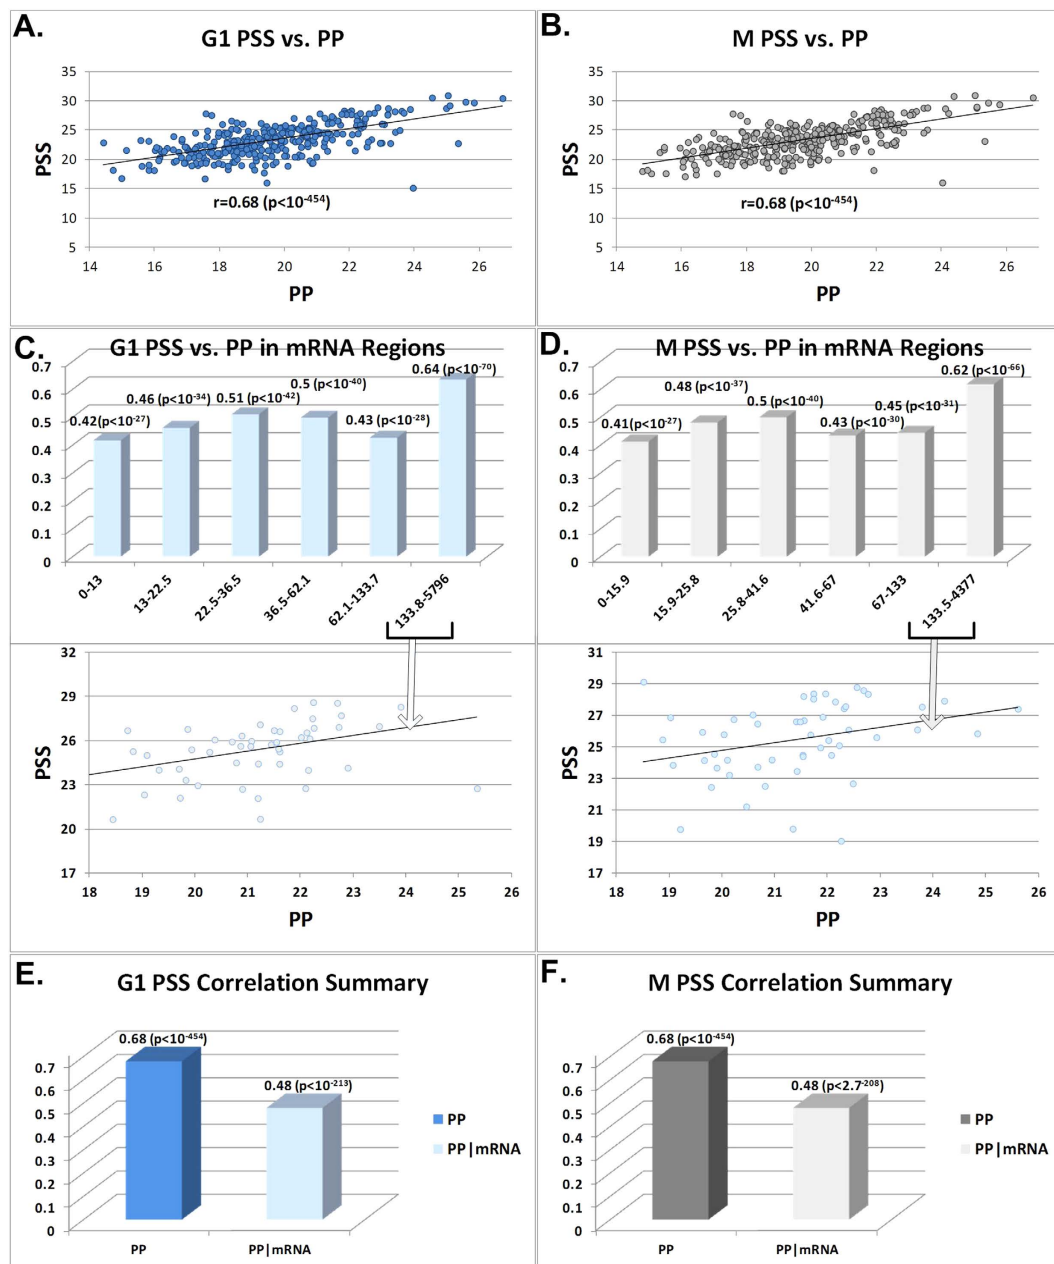 A.
G1 PSS vs. PP
35
30
25
20
15
10
5
PSS
r=0.68 (p<10-454)
14 16 18 20 22 24 26
PP
B.
M PSS vs. PP
35
30
25
20
15
10
5
PSS
r=0.68 (p<10-454)
14 16 18 20 22 24 26
PP
C.
G1 PSS vs. PP in mRNA Regions
0.7
0.6
0.5
0.4
0.3
0.2
0.1
0
0.42(p<10-27)
0.46 (p<10-34)
0.51 (p<10-42)
0.5 (p<10-40)
0.43 (p<10-28)
0.64 (p<10-70)
0-13
13-22.5
22.5-36.5
36.5-62.1
62.1-133.7
133.8-5796
32
29
26
23
20
17
PSS
18 19 20 21 22 23 24 25 26
PP
D.
M PSS vs. PP in mRNA Regions
0.7
0.6
0.5
0.4
0.3
0.2
0.1
0
0.41(p<10-27)
0.48 (p<10-37)
0.5 (p<10-40)
0.43 (p<10-30)
0.45 (p<10-31)
0.62 (p<10-66)
0-15.9
15.9-25.8
25.8-41.6
41.6-67
67-133
133.5-4377
31
29
27
25
23
21
19
17
PSS
18 19 20 21 22 23 24 25 26
PP
E.
G1 PSS Correlation Summary
0.68 (p<10-454)
0.48 (p<10-213)
0.7
0.6
0.5
0.4
0.3
0.2
0.1
0
PP
PP|mRNA
PP PP|mRNA
F.
M PSS Correlation Summary
0.68 (p<10-454)
0.48 (p<2.7-208)
0.7
0.6
0.5
0.4
0.3
0.2
0.1
0
PP
PP|mRNA
PP PP|mRNA